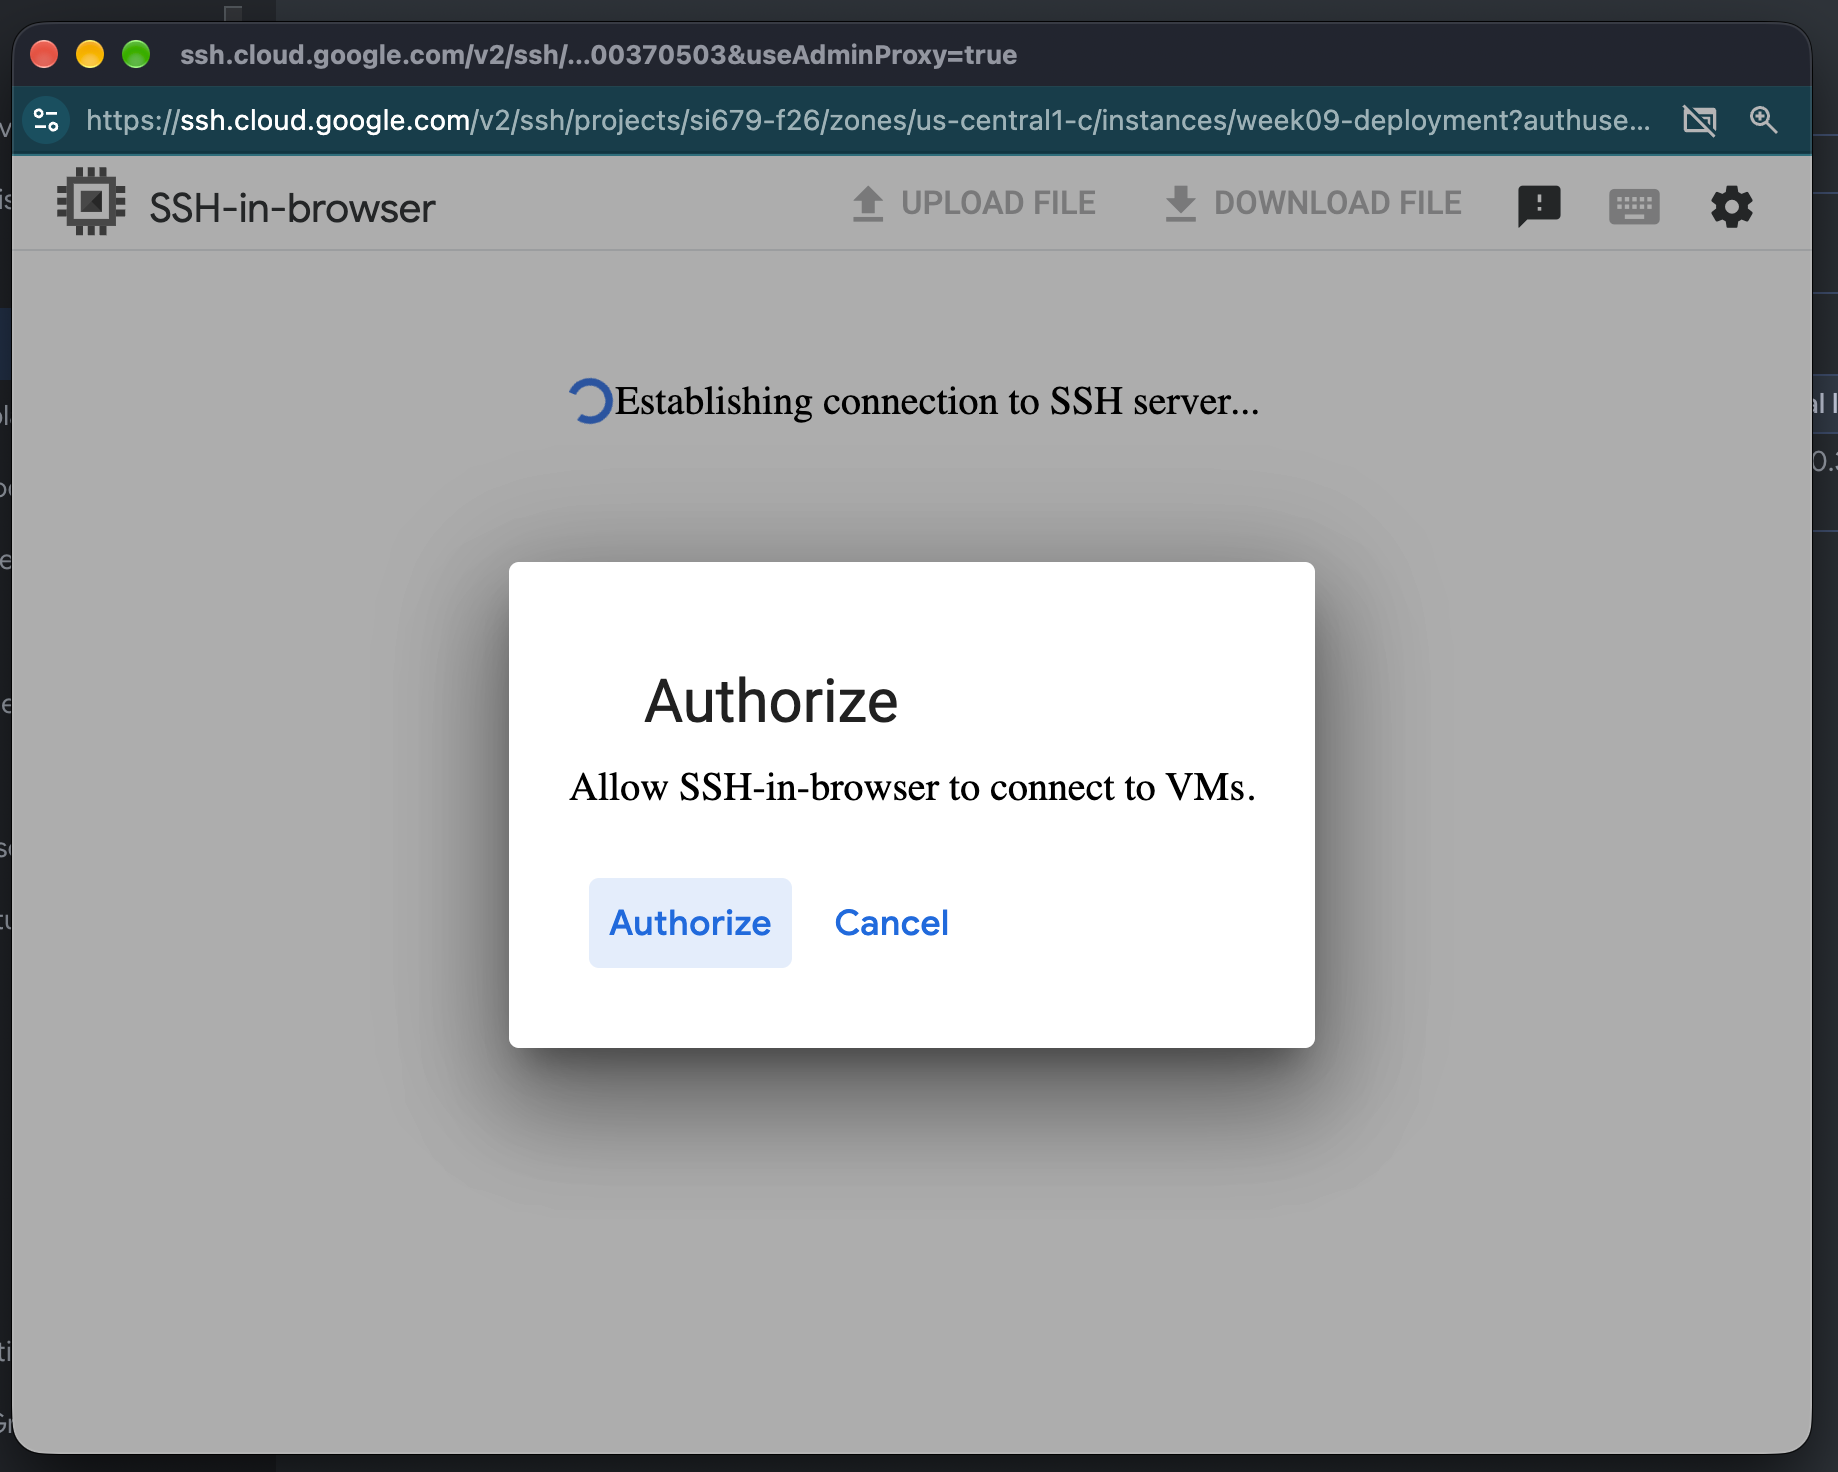 ssh.cloud.google.com/v2/ssh/...00370503&useAdminProxy=true
https://ssh.cloud.google.com/v2/ssh/projects/si679-f26/zones/us-central1-c/instances/week09-deployment?authuse...
SSH-in-browser
UPLOAD FILE
DOWNLOAD FILE
Establishing connection to SSH server...
Authorize
Allow SSH-in-browser to connect to VMs.
Authorize
Cancel